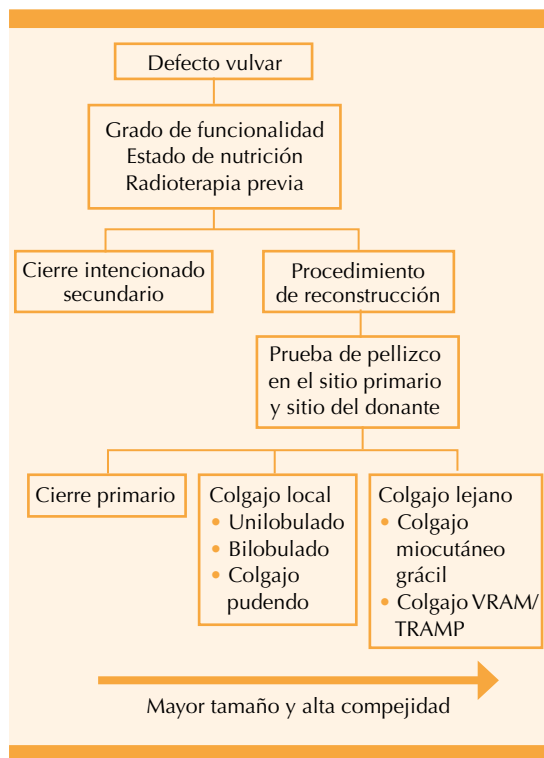 Defecto vulvar
Grado de funcionalidad
Estado de nutrición
Radioterapia previa
Cierre intencionado
secundario
Procedimiento
de reconstrucción
Prueba de pellizco
en el sitio primario
y sitio del donante
Cierre primario
Colgajo local
• Unilobulado
• Bilobulado
• Colgajo
pudendo
Colgajo lejano
• Colgajo
miocutáneo
grácil
• Colgajo VRAM/
TRAMP
Mayor tamaño y alta compejidad